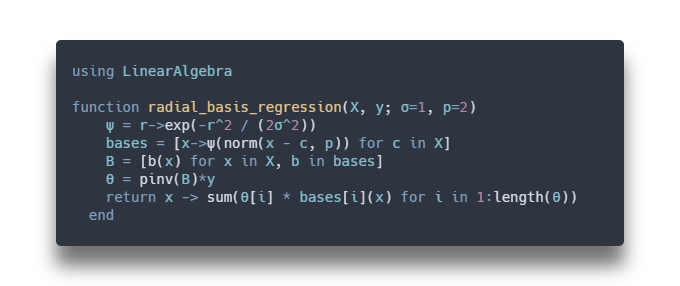 using LinearAlgebra
function radial_basis_regression(X, y; σ=1, p=2)
ψ = r->exp(-r^2 / (2σ^2))
bases = [x->ψ(norm(x - c, p)) for c in X]
B = [b(x) for x in X, b in bases]
θ = pinv(B)*y
return x -> sum(θ[i] * bases[i](x) for i in 1:length(θ))
end